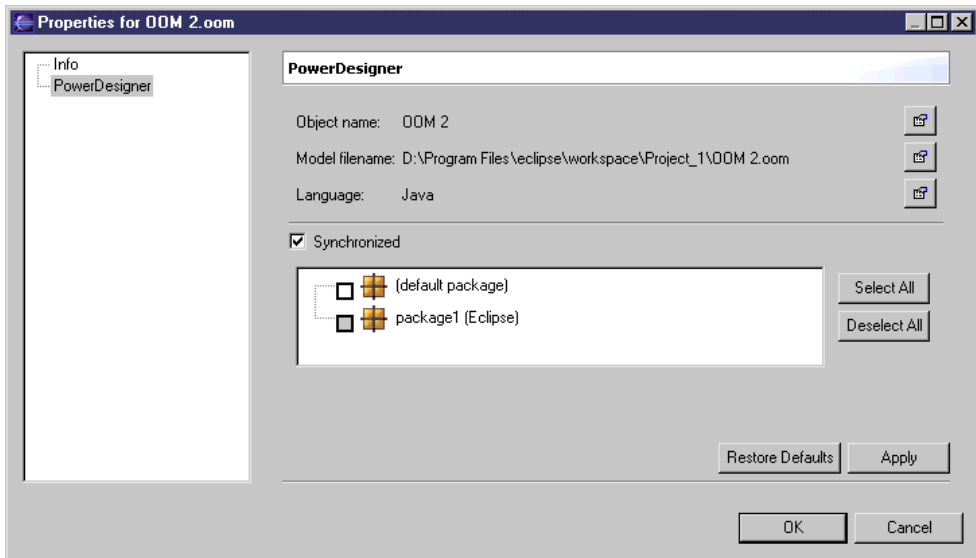 Properties for OOM 2.oom
Info
PowerDesigner
PowerDesigner
Object name: OOM 2
Model filename: D:\Program Files\eclipse\workspace\Project_1\OOM 2.oom
Language: Java
Synchronized
(default package)
package1 (Eclipse)
Select All
Deselect All
Restore Defaults
Apply
OK
Cancel